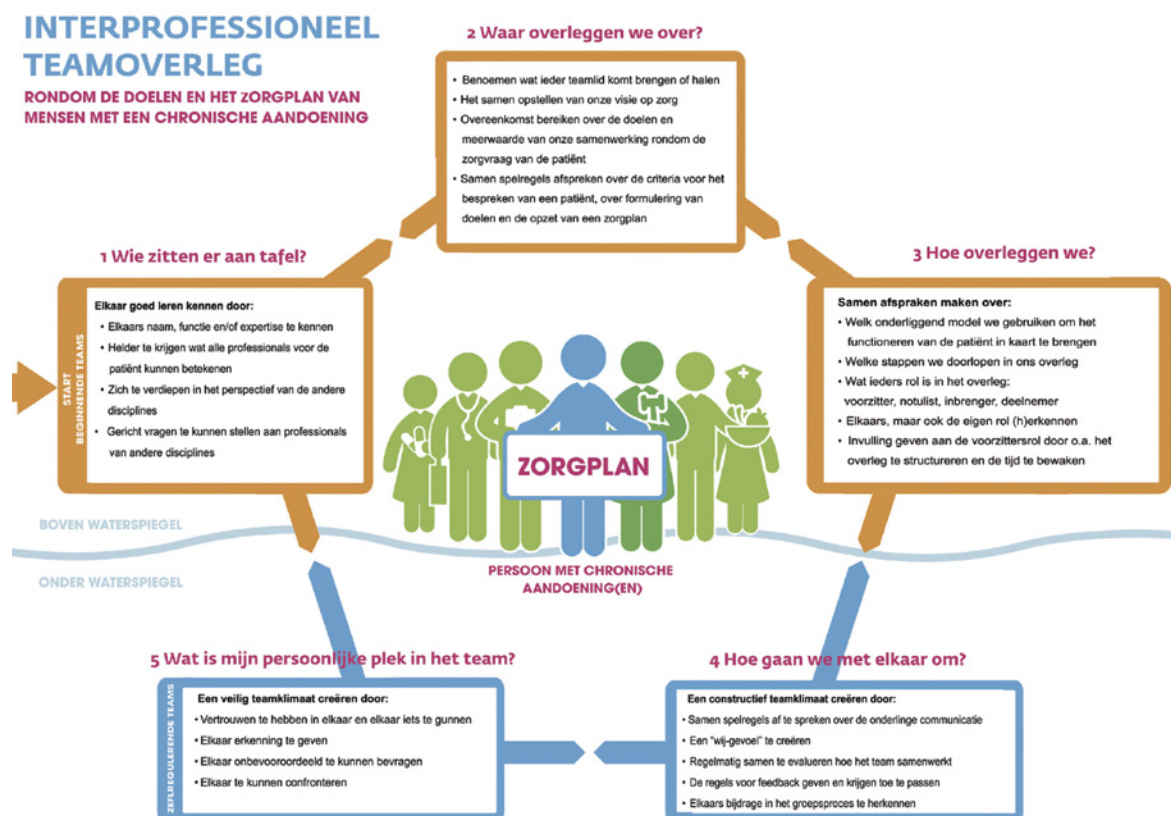 INTERPROFESSIONEEL
TEAMOVERLEG
RONDOM DE DOELEN EN HET ZORGPLAN VAN
MENSEN MET EEN CHRONISCHE AANDOENING
2 Waar overleggen we over?
• Benoemen wat ieder teamlid komt brengen of halen
• Het samen opstellen van onze visie op zorg
• Overeenkomst bereiken over de doelen en
meerwaarde van onze samenwerking rondom de
zorgvraag van de patiënt
• Samen spelregels afspreken over de criteria voor het
bespreken van een patiënt, over formulering van
doelen en de opzet van een zorgplan
1 Wie zitten er aan tafel?
START
BEGINNENDE TEAMS
Elkaar goed leren kennen door:
• Elkaars naam, functie en/of expertise te kennen
• Helder te krijgen wat alle professionals voor de
patiënt kunnen betekenen
• Zich te verdiepen in het perspectief van de andere
disciplines
• Gericht vragen te kunnen stellen aan professionals
van andere disciplines
3 Hoe overleggen we?
Samen afspraken maken over:
• Welk onderliggend model we gebruiken om het
functioneren van de patiënt in kaart te brengen
• Welke stappen we doorlopen in ons overleg
• Wat ieders rol is in het overleg:
voorzitter, notulist, inbrenger, deelnemer
• Elkaars, maar ook de eigen rol (h)erkennen
• Invulling geven aan de voorzittersrol door o.a. het
overleg te structureren en de tijd te bewaken
ZORGPLAN
BOVEN WATERSPIEGEL
ONDER WATERSPIEGEL
PERSOON MET CHRONISCHE
AANDOENING(EN)
5 Wat is mijn persoonlijke plek in het team?
ZEFLREGULERENDE TEAMS
Een veilig teamklimaat creëren door:
• Vertrouwen te hebben in elkaar en elkaar iets te gunnen
• Elkaar erkenning te geven
• Elkaar onbevooroordeeld te kunnen bevragen
• Elkaar te kunnen confronteren
4 Hoe gaan we met elkaar om?
Een constructief teamklimaat creëren door:
• Samen spelregels af te spreken over de onderlinge communicatie
• Een "wij-gevoel" te creëren
• Regelmatig samen te evalueren hoe het team samenwerkt
• De regels voor feedback geven en krijgen toe te passen
• Elkaars bijdrage in het groepsproces te herkennen